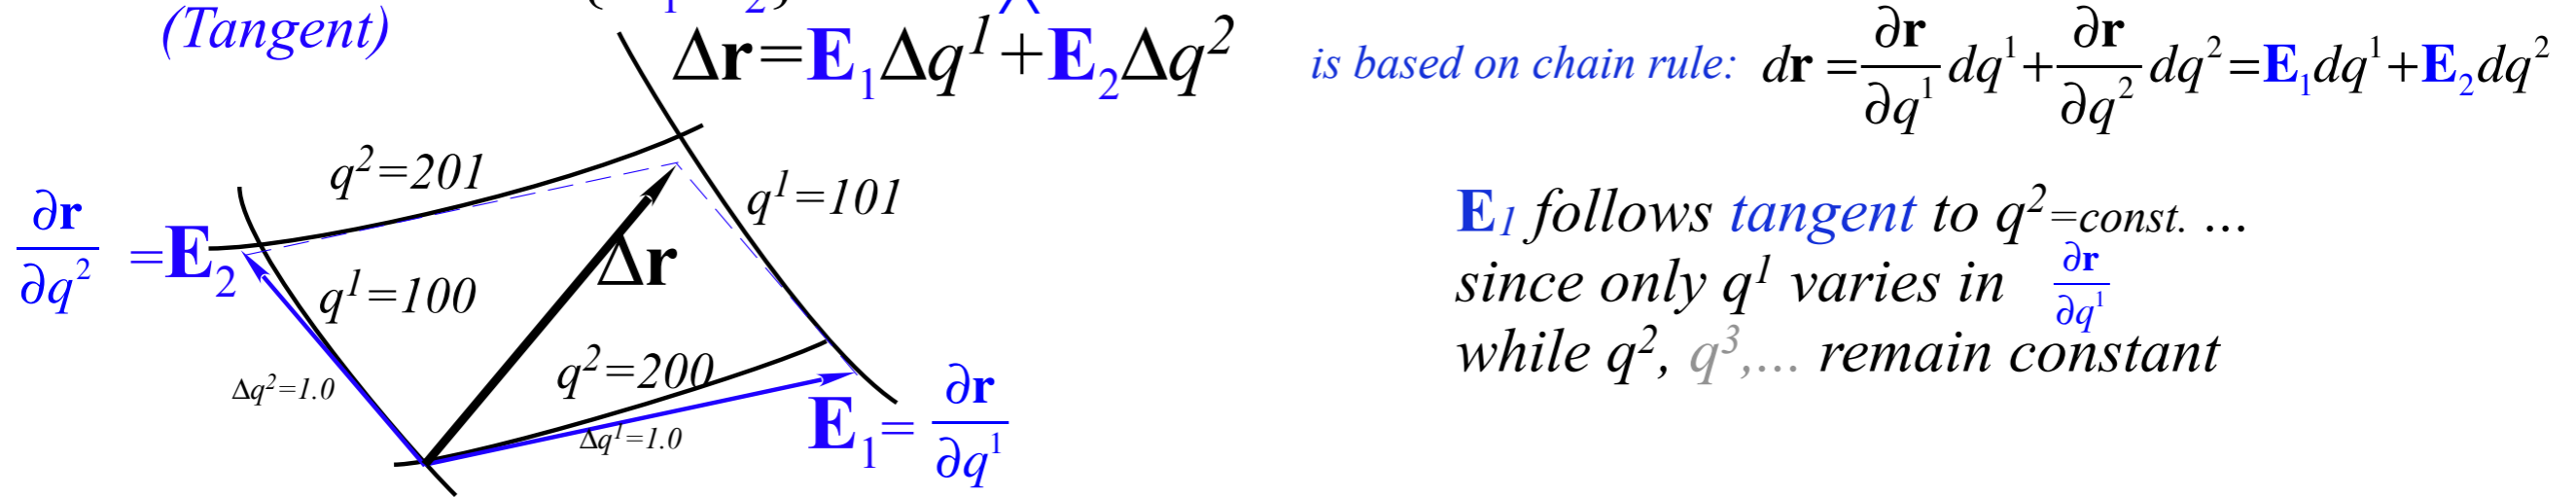 (Tangent)
Δr=E₁Δq¹+E₂Δq²
is based on chain rule: dr = ∂r/∂q¹ dq¹ + ∂r/∂q² dq² = E₁dq¹ + E₂dq²
q²=201
q¹=101
∂r/∂q² =E₂
Δr
q¹=100
q²=200
Δq²=1.0
Δq¹=1.0
E₁= ∂r/∂q¹
E₁ follows tangent to q²=const. ...
since only q¹ varies in ∂r/∂q¹
while q², q³,... remain constant